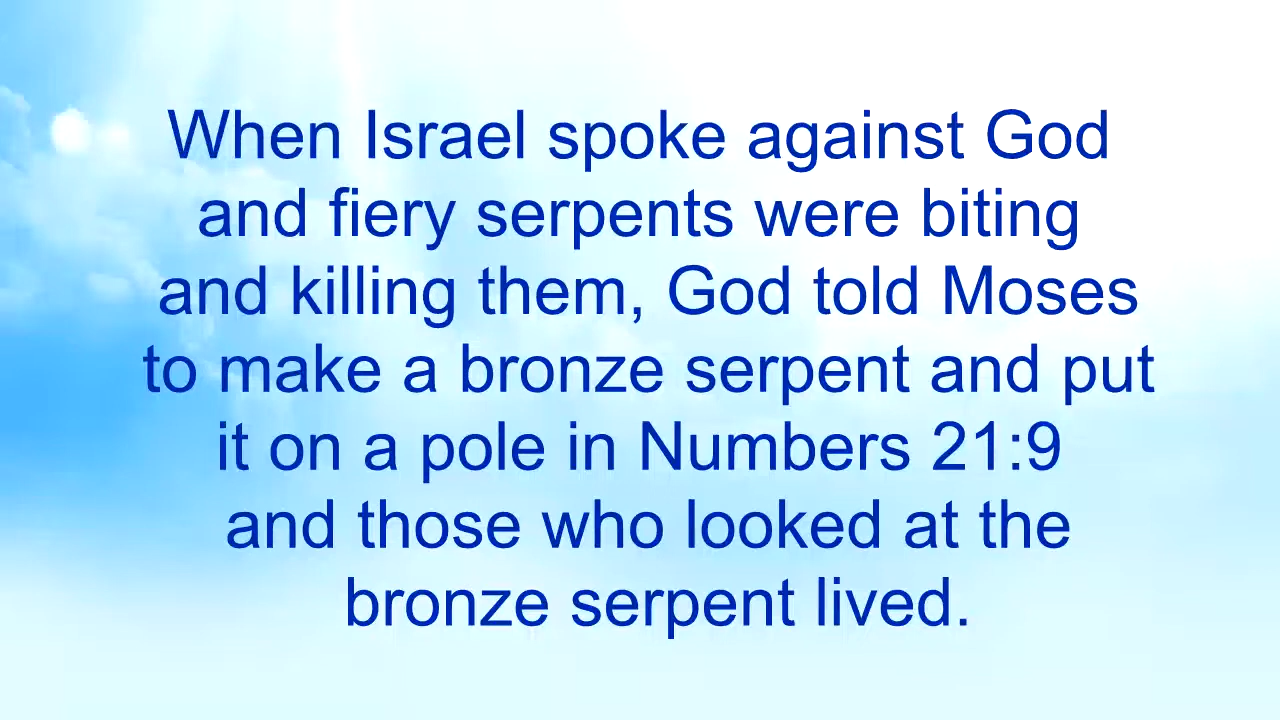 When Israel spoke against God
and fiery serpents were biting
and killing them, God told Moses
to make a bronze serpent and put
it on a pole in Numbers 21:9
and those who looked at the
bronze serpent lived.